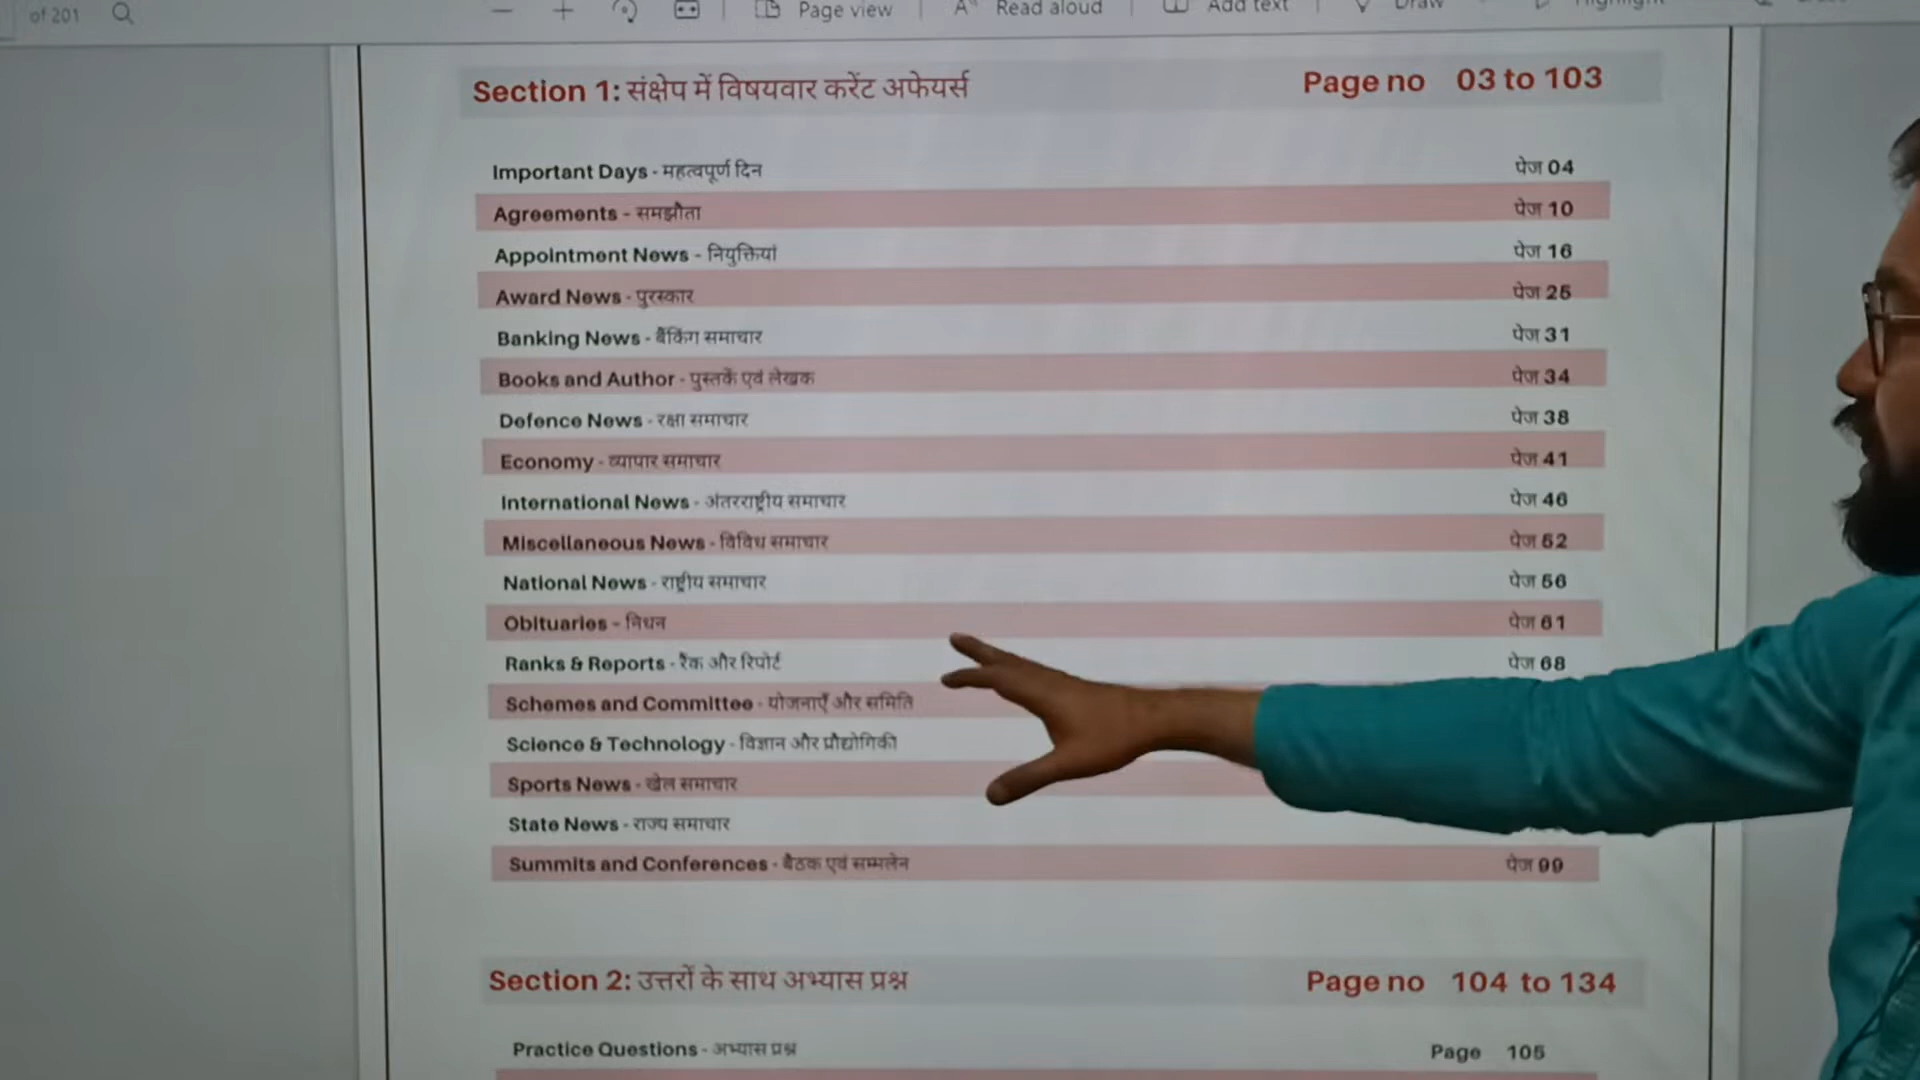 of 201
Page view
Read aloud
Add text
Draw
Highlight
Section 1: संक्षेप में विषयवार करेंट अफेयर्स Page no 03 to 103
Important Days - महत्वपूर्ण दिन पेज 04
Agreements - समझौता पेज 10
Appointment News - नियुक्तियां पेज 16
Award News - पुरस्कार पेज 25
Banking News - बैंकिंग समाचार पेज 31
Books and Author - पुस्तकें एवं लेखक पेज 34
Defence News - रक्षा समाचार पेज 38
Economy - व्यापार समाचार पेज 41
International News - अंतरराष्ट्रीय समाचार पेज 46
Miscellaneous News - विविध समाचार पेज 52
National News - राष्ट्रीय समाचार पेज 56
Obituaries - निधन पेज 61
Ranks & Reports - रैंक और रिपोर्ट पेज 68
Schemes and Committee - योजनाएँ और समिति
Science & Technology - विज्ञान और प्रौद्योगिकी
Sports News - खेल समाचार
State News - राज्य समाचार
Summits and Conferences - बैठक एवं सम्मलेन पेज 99
Section 2: उत्तरों के साथ अभ्यास प्रश्न Page no 104 to 134
Practice Questions - अभ्यास प्रश्न Page 105